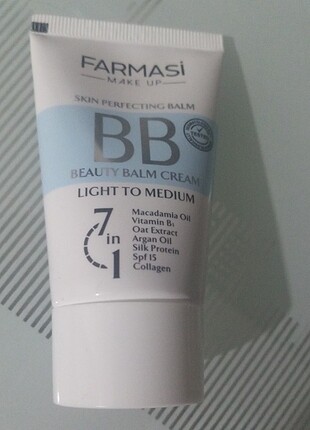 FARMASİ
MAKE UP
SKIN PERFECTING BALM
BB
BEAUTY BALM CREAM
LIGHT TO MEDIUM
7 in 1
Macadamia Oil
Vitamin B₅
Oat Extract
Argan Oil
Silk Protein
Spf 15
Collagen